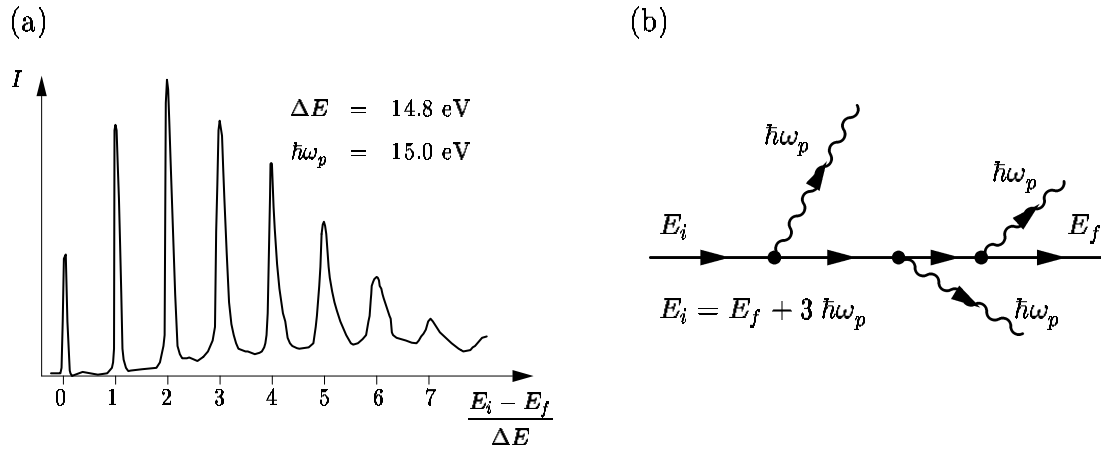 (a)
I
ΔE = 14.8 eV
ħω_p = 15.0 eV
0 1 2 3 4 5 6 7
E_i − E_f
ΔE
(b)
ħω_p
ħω_p
E_i
E_f
E_i = E_f + 3 ħω_p
ħω_p